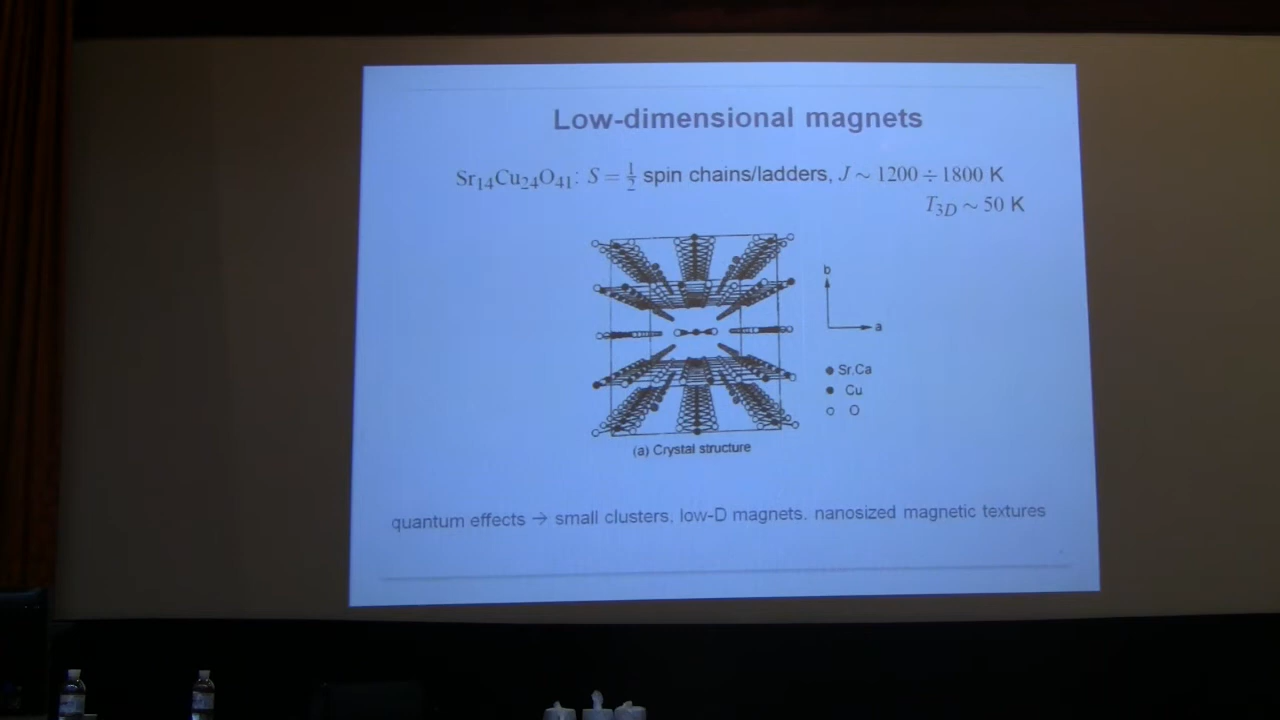 Low-dimensional magnets
Sr₁₄Cu₂₄O₄₁: S = ½ spin chains/ladders, J ~ 1200 ÷ 1800 K
T₃D ~ 50 K
b
a
Sr,Ca
Cu
O
(a) Crystal structure
quantum effects → small clusters, low-D magnets, nanosized magnetic textures